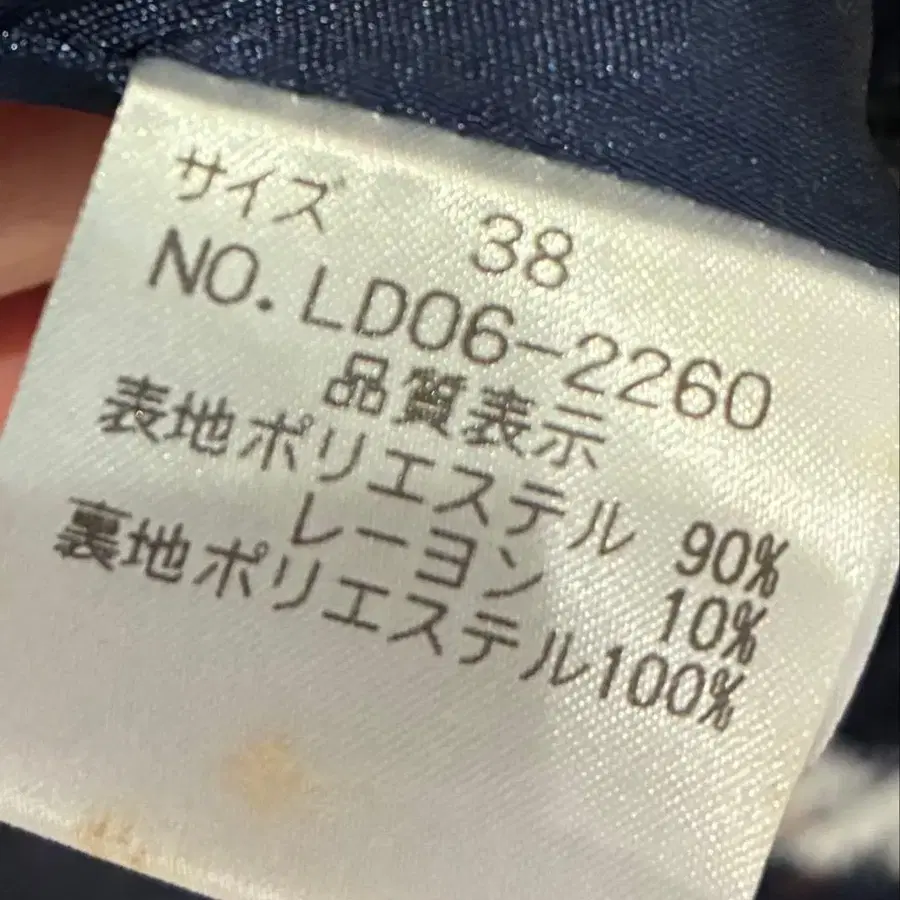 サイズ 38
NO.LD06-2260
品質表示
表地ポリエステル 90%
レーヨン 10%
裏地ポリエステル100%